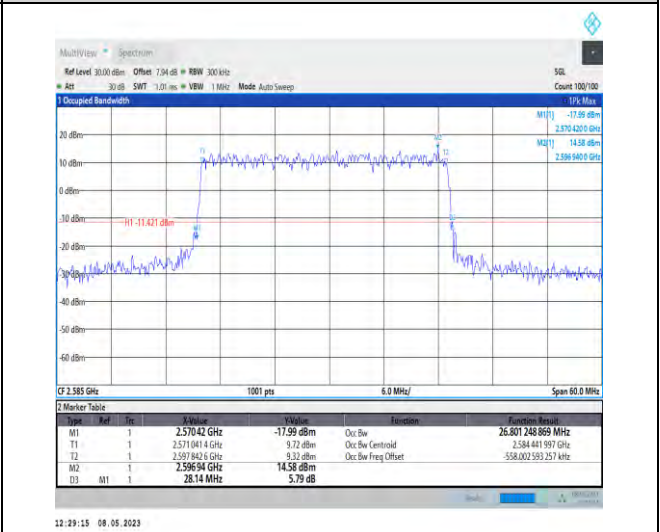 MultiView Spectrum
Ref Level 30.00 dBm Offset 7.94 dB RBW 300 kHz SGL
Att 30 dB SWT 1.01 ms VBW 1 MHz Mode Auto Sweep Count 100/100
1 Occupied Bandwidth 1Pk Max
M1[1] -17.99 dBm
2.570 4200 GHz
M2[1] 14.58 dBm
2.596 9400 GHz
20 dBm
10 dBm
0 dBm
-10 dBm
H1 -11.421 dBm
-20 dBm
-30 dBm
-40 dBm
-50 dBm
-60 dBm
T1
M2
T2
M1
CF 2.585 GHz 1001 pts 6.0 MHz/ Span 60.0 MHz
2 Marker Table
Type Ref Trc X-Value Y-Value Function Function Result
M1 1 2.57042 GHz -17.99 dBm Occ Bw 26.801 248 869 MHz
T1 1 2.571 041 4 GHz 9.72 dBm Occ Bw Centroid 2.584 441 997 GHz
T2 1 2.597 842 6 GHz 9.32 dBm Occ Bw Freq Offset -558.002 593 257 kHz
M2 1 2.596 94 GHz 14.58 dBm
D3 M1 1 28.14 MHz 5.79 dB
12:29:15 08.05.2023